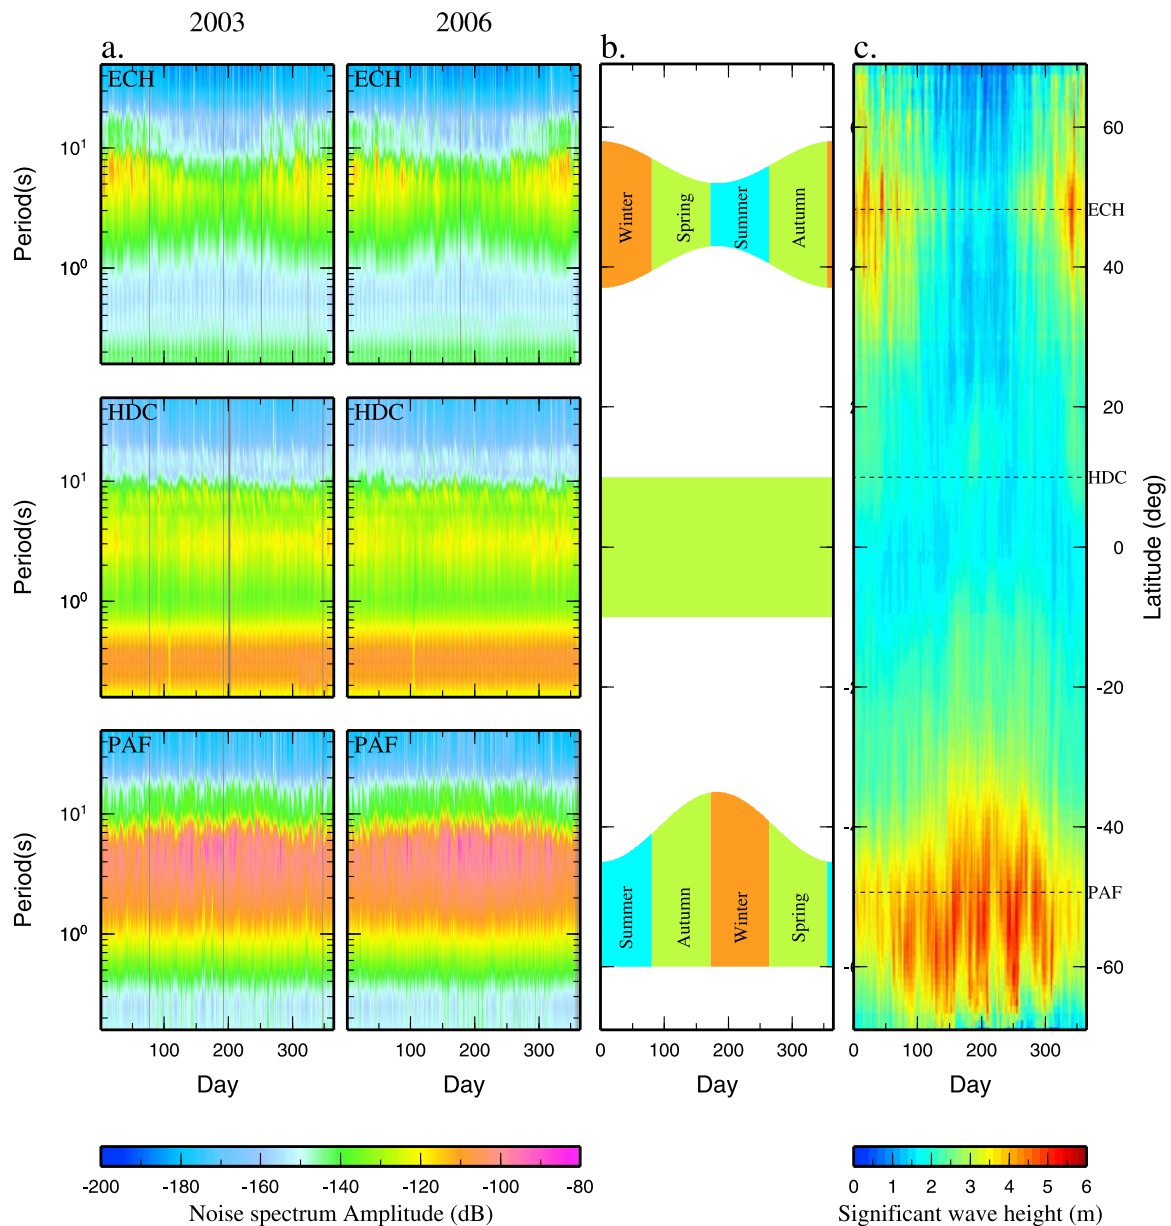 2003
2006
a.
b.
c.
ECH
ECH
Period(s)
10¹
10⁰
HDC
HDC
Period(s)
10¹
10⁰
PAF
PAF
Period(s)
10¹
10⁰
100 200 300
100 200 300
Day
Day
Winter
Spring
Summer
Autumn
Summer
Autumn
Winter
Spring
0 100 200 300
Day
60
ECH
40
20
HDC
0
-20
-40
PAF
-60
Latitude (deg)
0 100 200 300
Day
-200 -180 -160 -140 -120 -100 -80
Noise spectrum Amplitude (dB)
0 1 2 3 4 5 6
Significant wave height (m)